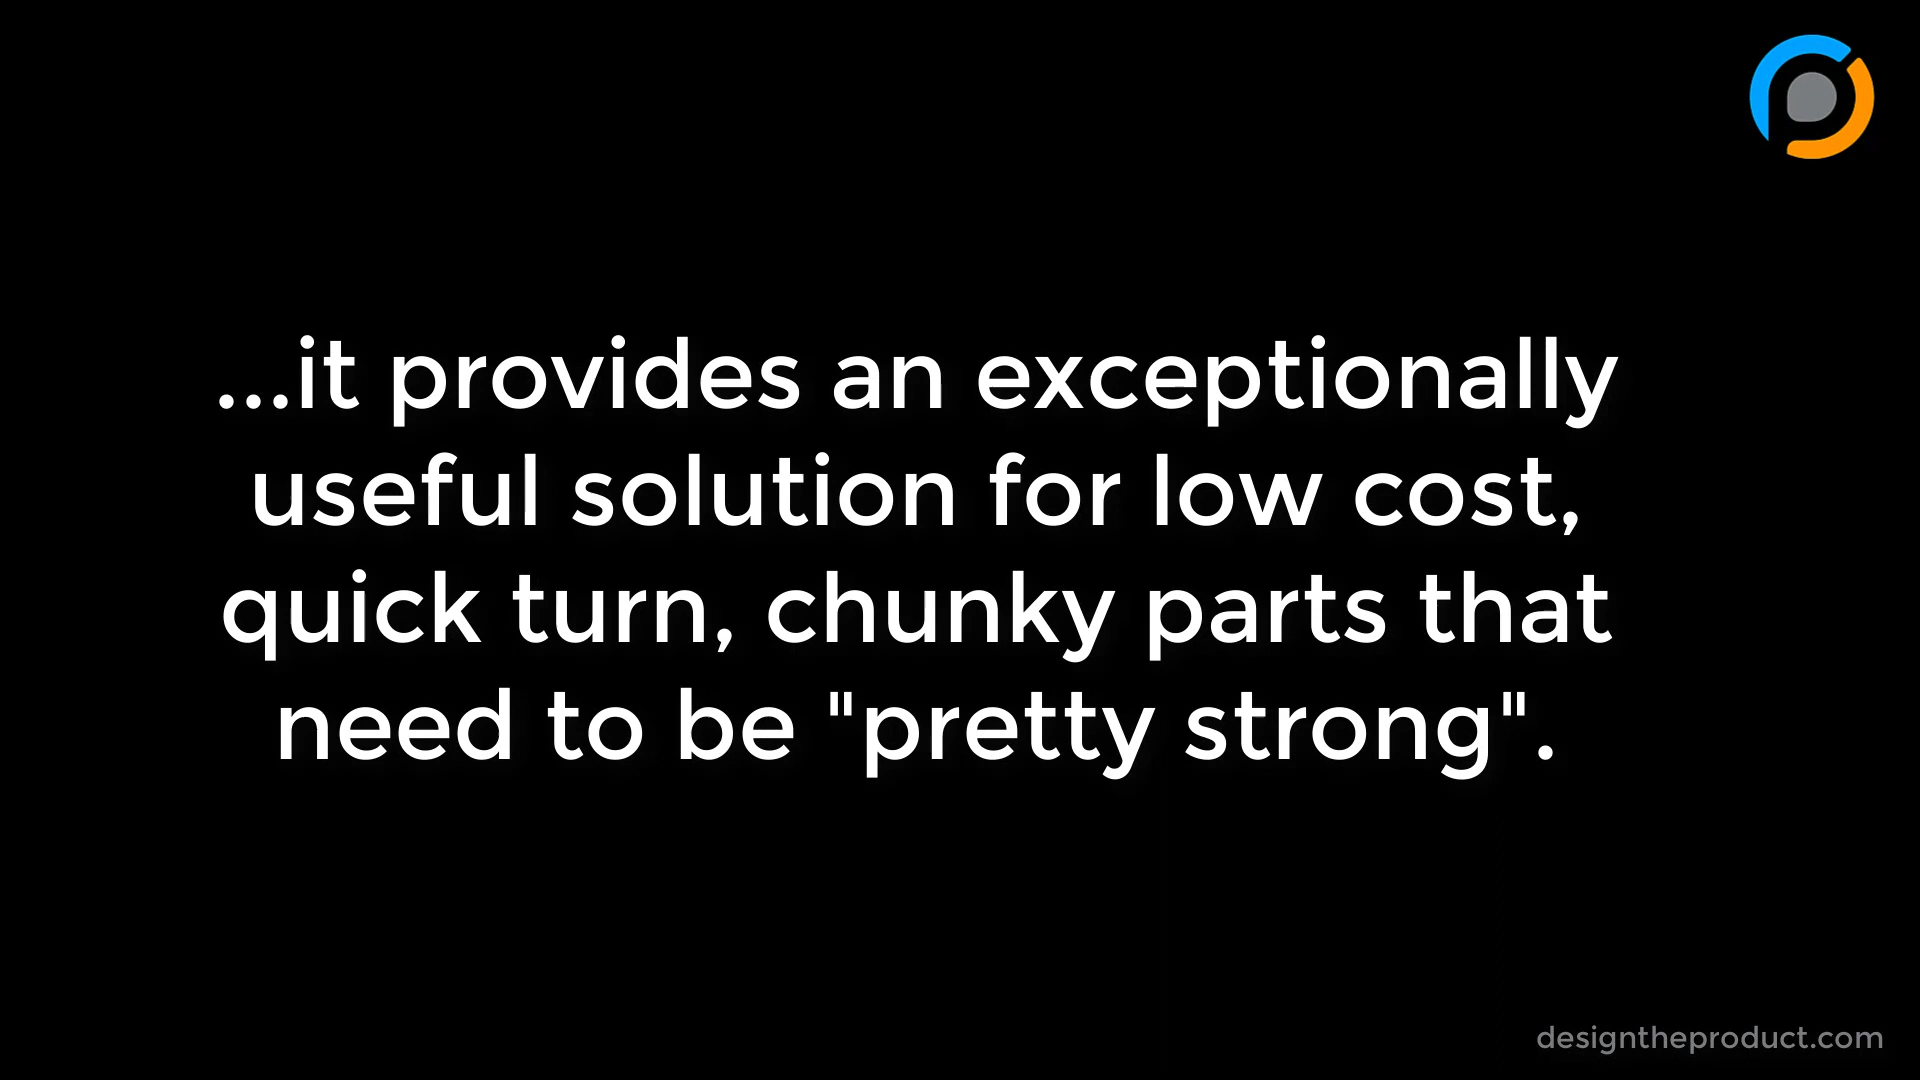 ...it provides an exceptionally
useful solution for low cost,
quick turn, chunky parts that
need to be "pretty strong".
designtheproduct.com